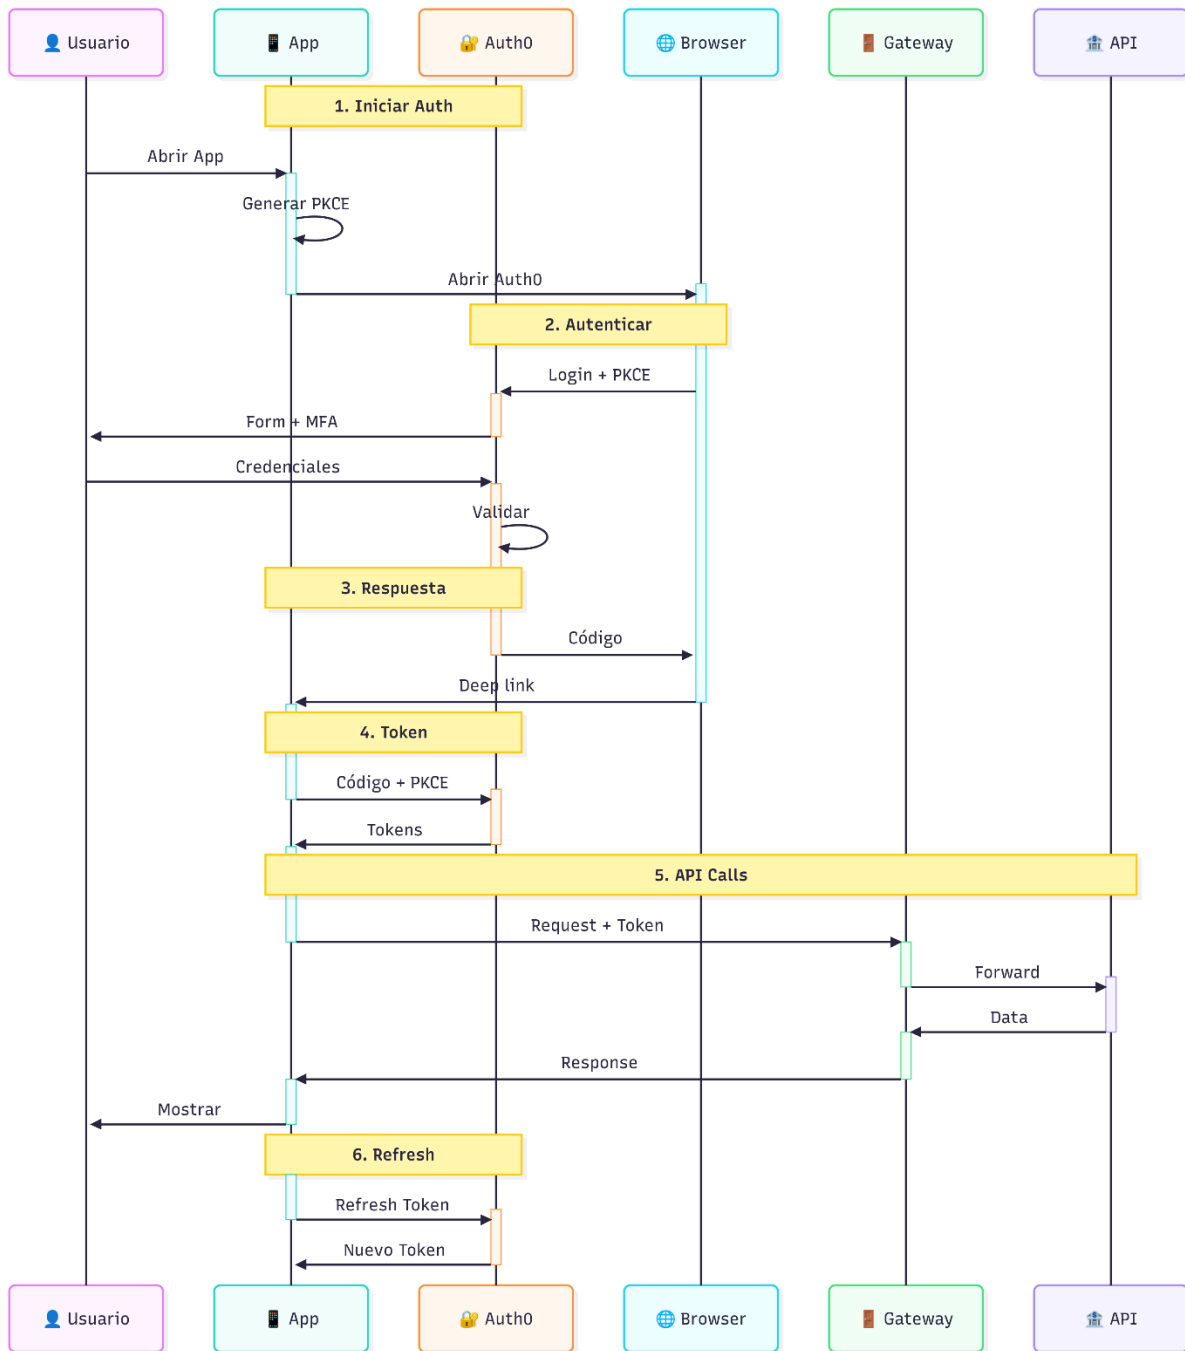 👤 Usuario
📱 App
🔐 Auth0
🌐 Browser
🚪 Gateway
🏦 API
1. Iniciar Auth
Abrir App
Generar PKCE
Abrir Auth0
2. Autenticar
Login + PKCE
Form + MFA
Credenciales
Validar
3. Respuesta
Código
Deep link
4. Token
Código + PKCE
Tokens
5. API Calls
Request + Token
Forward
Data
Response
Mostrar
6. Refresh
Refresh Token
Nuevo Token
👤 Usuario
📱 App
🔐 Auth0
🌐 Browser
🚪 Gateway
🏦 API